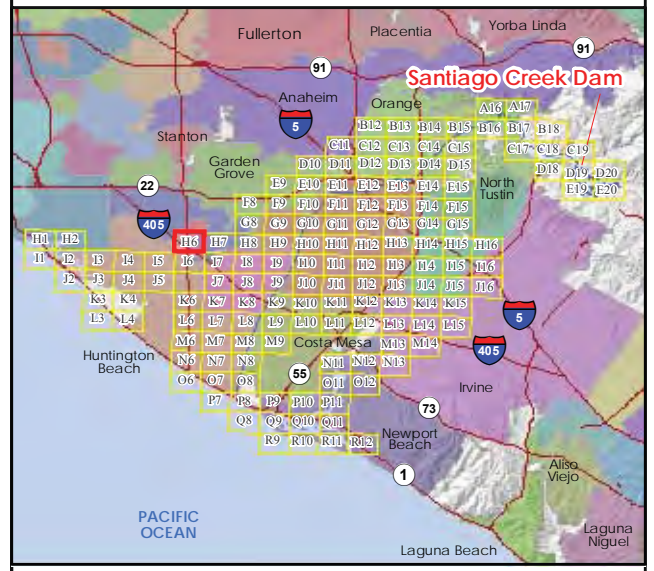 Fullerton
Placentia
Yorba Linda
91
91
Santiago Creek Dam
Anaheim
5
Orange
A16 A17
B12 B13 B14 B15 B16 B17 B18
Stanton
C11 C12 C13 C14 C15 C17 C18 C19
Garden
Grove
D10 D11 D12 D13 D14 D15 D18 D19 D20
E9 E10 E11 E12 E13 E14 E15 E19 E20
North
Tustin
22
F8 F9 F10 F11 F12 F13 F14 F15
405
G8 G9 G10 G11 G12 G13 G14 G15
H1 H2 H6 H7 H8 H9 H10 H11 H12 H13 H14 H15 H16
I1 I2 I3 I4 I5 I6 I7 I8 I9 I10 I11 I12 I13 I14 I15 I16
J2 J3 J4 J5 J7 J8 J9 J10 J11 J12 J13 J14 J15 J16
K3 K4 K6 K7 K8 K9 K10 K11 K12 K13 K14 K15
5
L3 L4 L6 L7 L8 L9 L10 L11 L12 L13 L14 L15
M6 M7 M8 M9 Costa Mesa M13 M14
405
Huntington
Beach
N6 N7 N8 N11 N12 N13
55
O6 O7 O8 O11 O12
Irvine
P7 P8 P9 P10 P11
73
Q8 Q9 Q10 Q11
Newport
Beach
R9 R10 R11 R12
1
Aliso
Viejo
PACIFIC
OCEAN
Laguna
Niguel
Laguna Beach